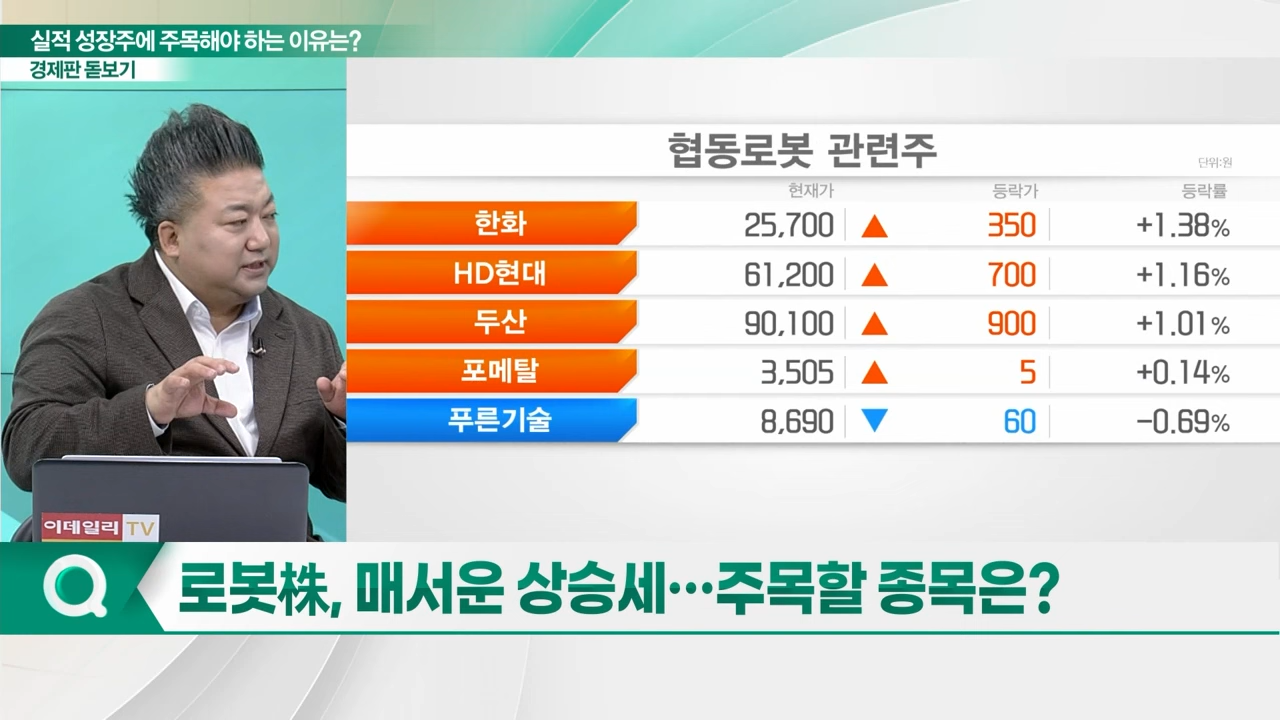 실적 성장주에 주목해야 하는 이유는?
경제판 돋보기
협동로봇 관련주
단위:원
현재가 등락가 등락률
한화 25,700 ▲ 350 +1.38%
HD현대 61,200 ▲ 700 +1.16%
두산 90,100 ▲ 900 +1.01%
포메탈 3,505 ▲ 5 +0.14%
푸른기술 8,690 ▼ 60 -0.69%
이데일리 TV
로봇株, 매서운 상승세…주목할 종목은?